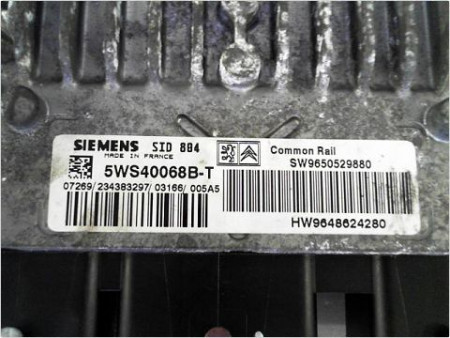 SIEMENS SID 804
MADE IN FRANCE
5WS40068B-T
07269/234383297/03166/005A5
Common Rail
SW9650529880
HW9648624280